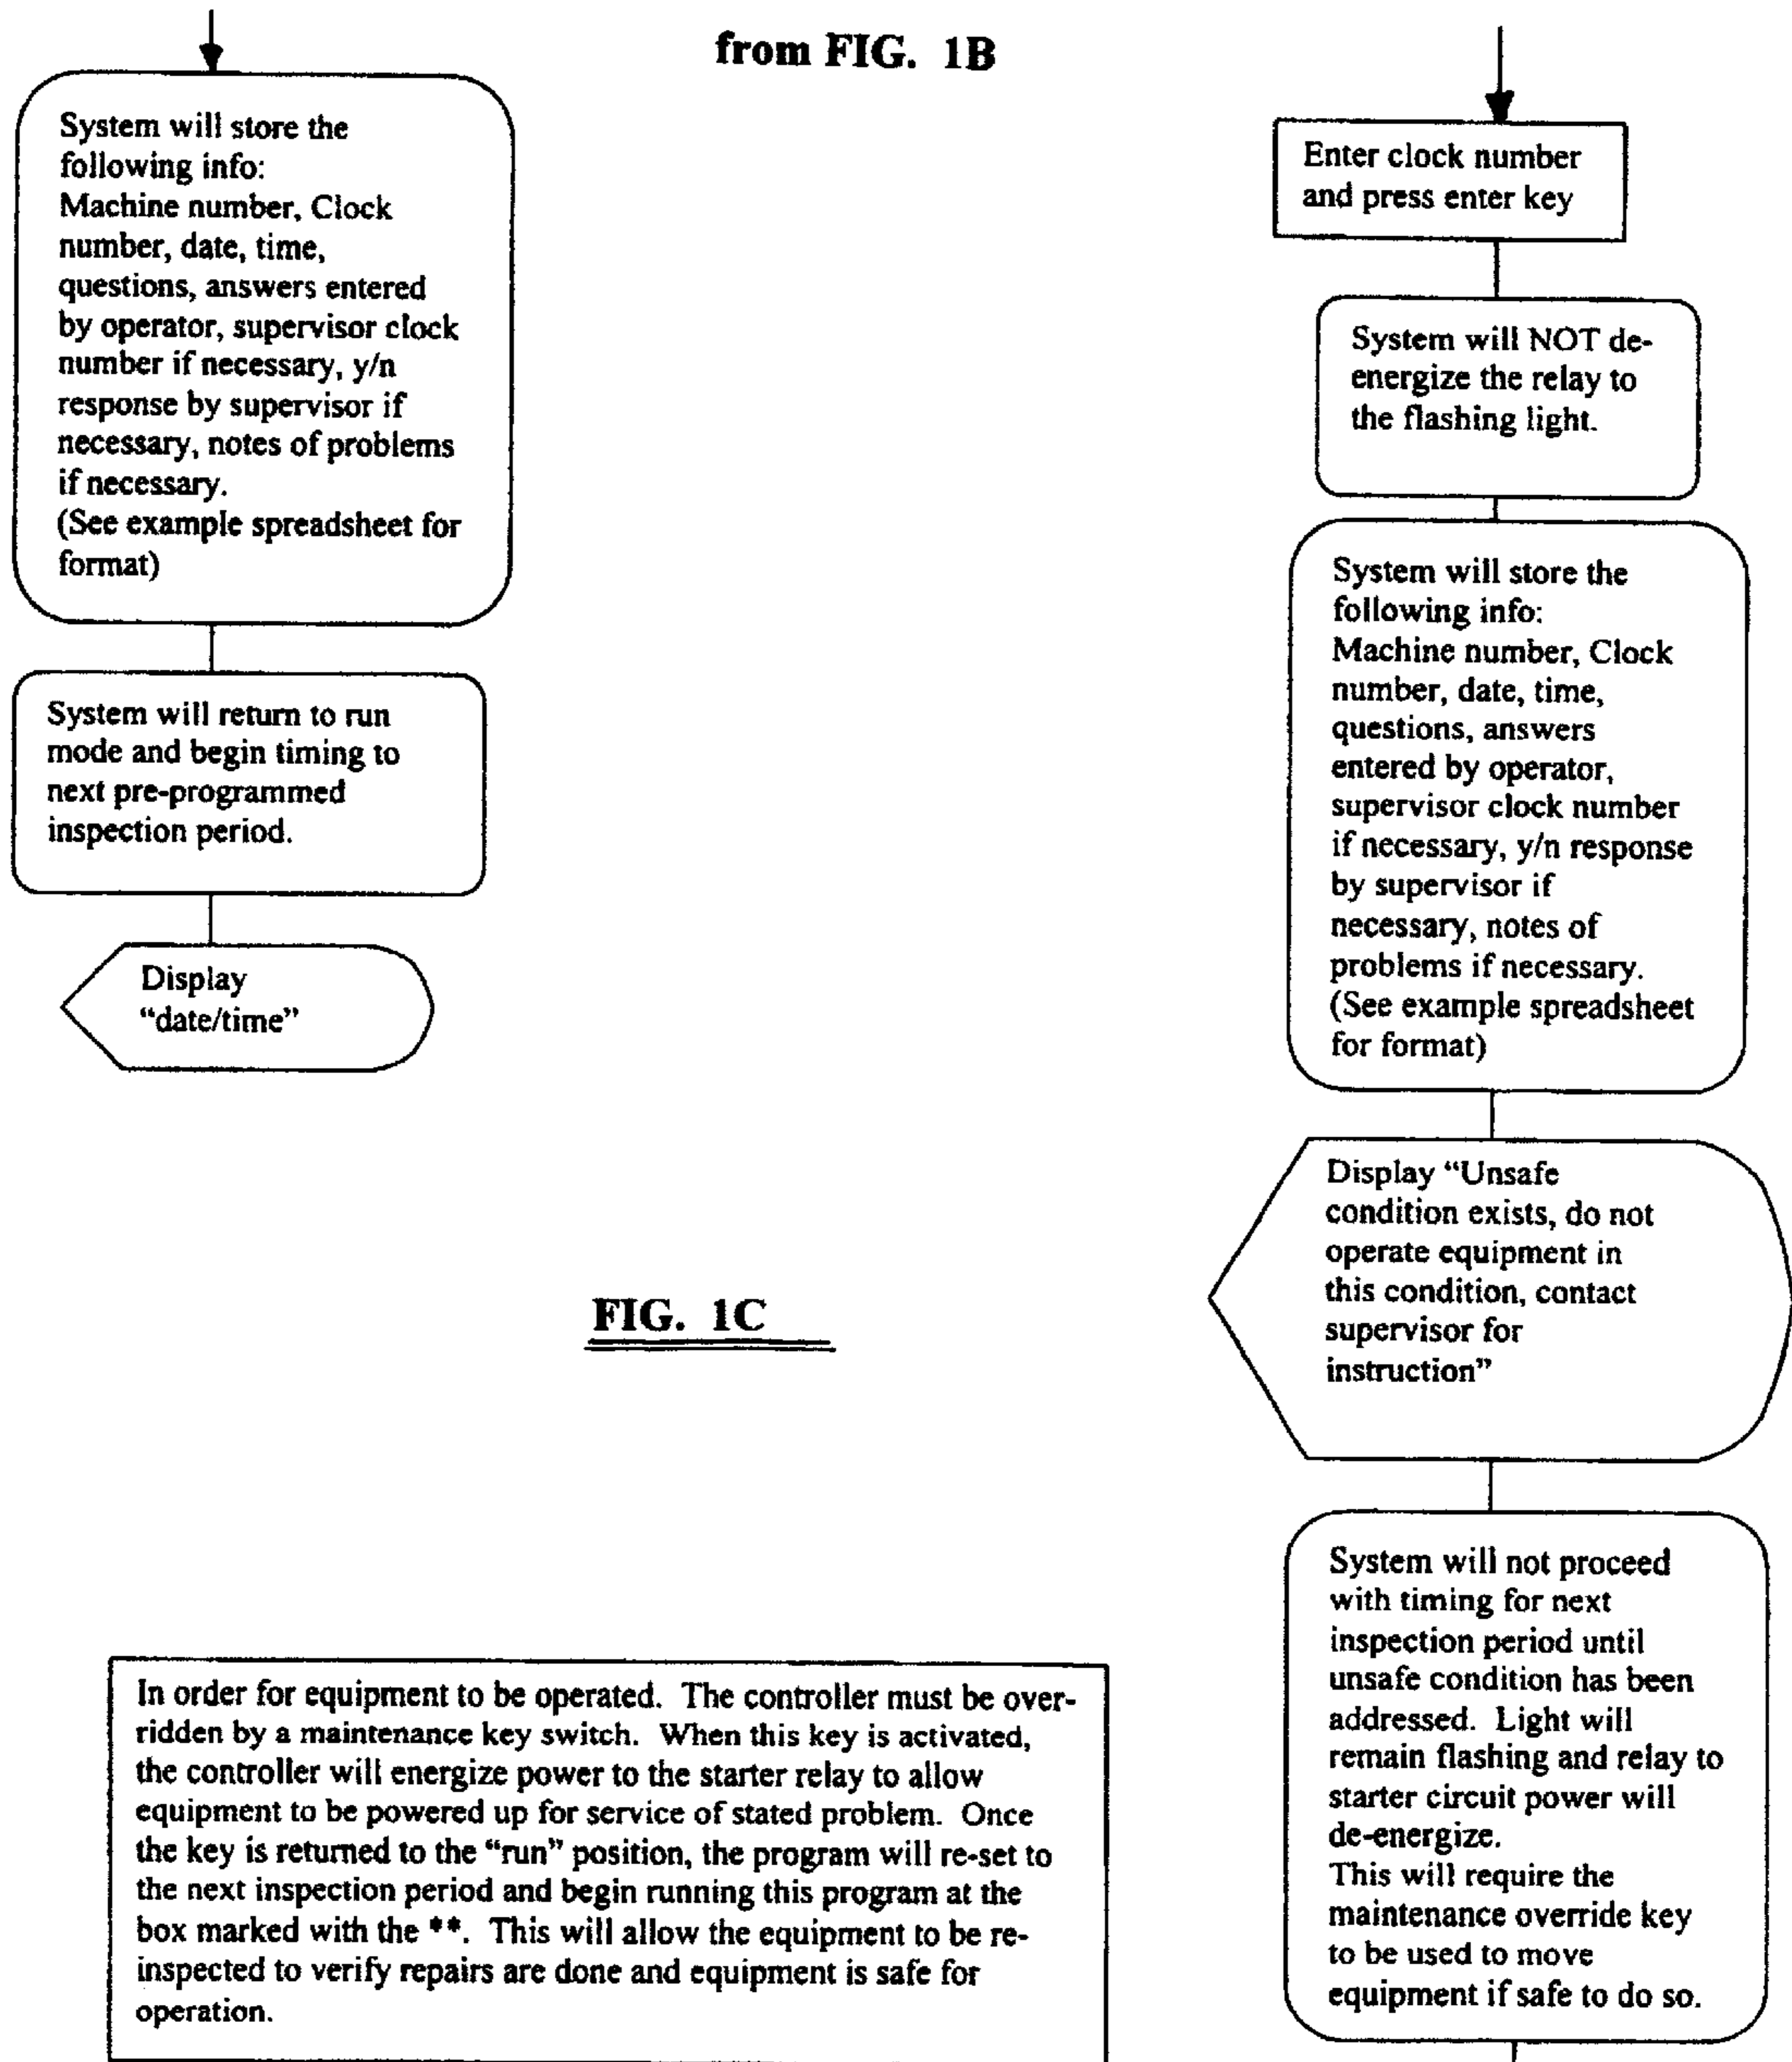 from FIG. 1B
System will store the
following info:
Machine number, Clock
number, date, time,
questions, answers entered
by operator, supervisor clock
number if necessary, y/n
response by supervisor if
necessary, notes of problems
if necessary.
(See example spreadsheet for
format)
System will return to run
mode and begin timing to
next pre-programmed
inspection period.
Display
“date/time”
Enter clock number
and press enter key
System will NOT de-
energize the relay to
the flashing light.
System will store the
following info:
Machine number, Clock
number, date, time,
questions, answers
entered by operator,
supervisor clock number
if necessary, y/n response
by supervisor if
necessary, notes of
problems if necessary.
(See example spreadsheet
for format)
Display “Unsafe
condition exists, do not
operate equipment in
this condition, contact
supervisor for
instruction”
System will not proceed
with timing for next
inspection period until
unsafe condition has been
addressed. Light will
remain flashing and relay to
starter circuit power will
de-energize.
This will require the
maintenance override key
to be used to move
equipment if safe to do so.
FIG. 1C
In order for equipment to be operated. The controller must be over-
ridden by a maintenance key switch. When this key is activated,
the controller will energize power to the starter relay to allow
equipment to be powered up for service of stated problem. Once
the key is returned to the “run” position, the program will re-set to
the next inspection period and begin running this program at the
box marked with the **. This will allow the equipment to be re-
inspected to verify repairs are done and equipment is safe for
operation.